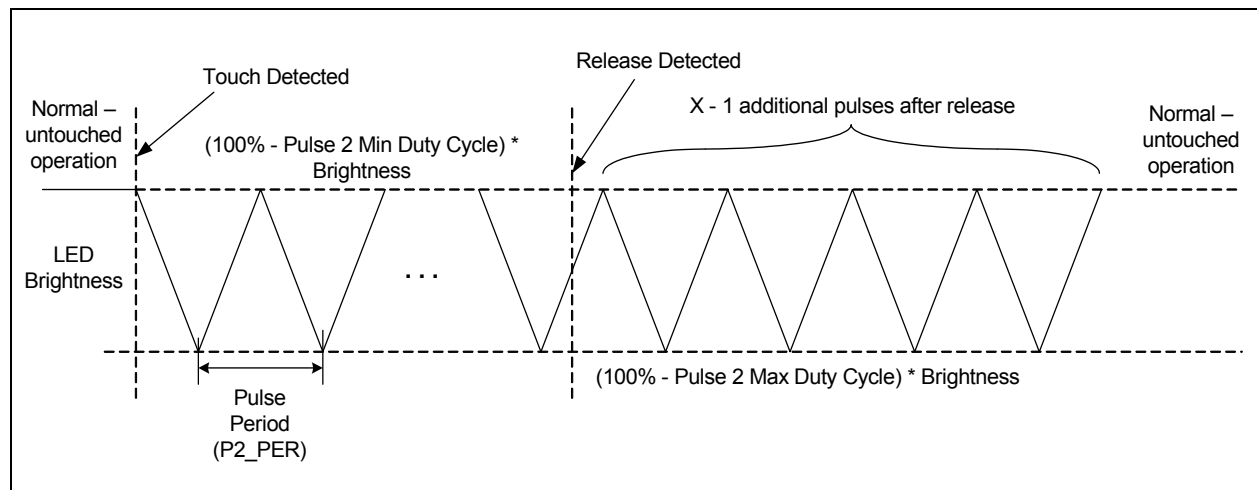 Touch Detected
Release Detected
Normal –
untouched
operation
(100% - Pulse 2 Min Duty Cycle) *
Brightness
X - 1 additional pulses after release
Normal –
untouched
operation
LED
Brightness
. . .
(100% - Pulse 2 Max Duty Cycle) * Brightness
Pulse
Period
(P2_PER)